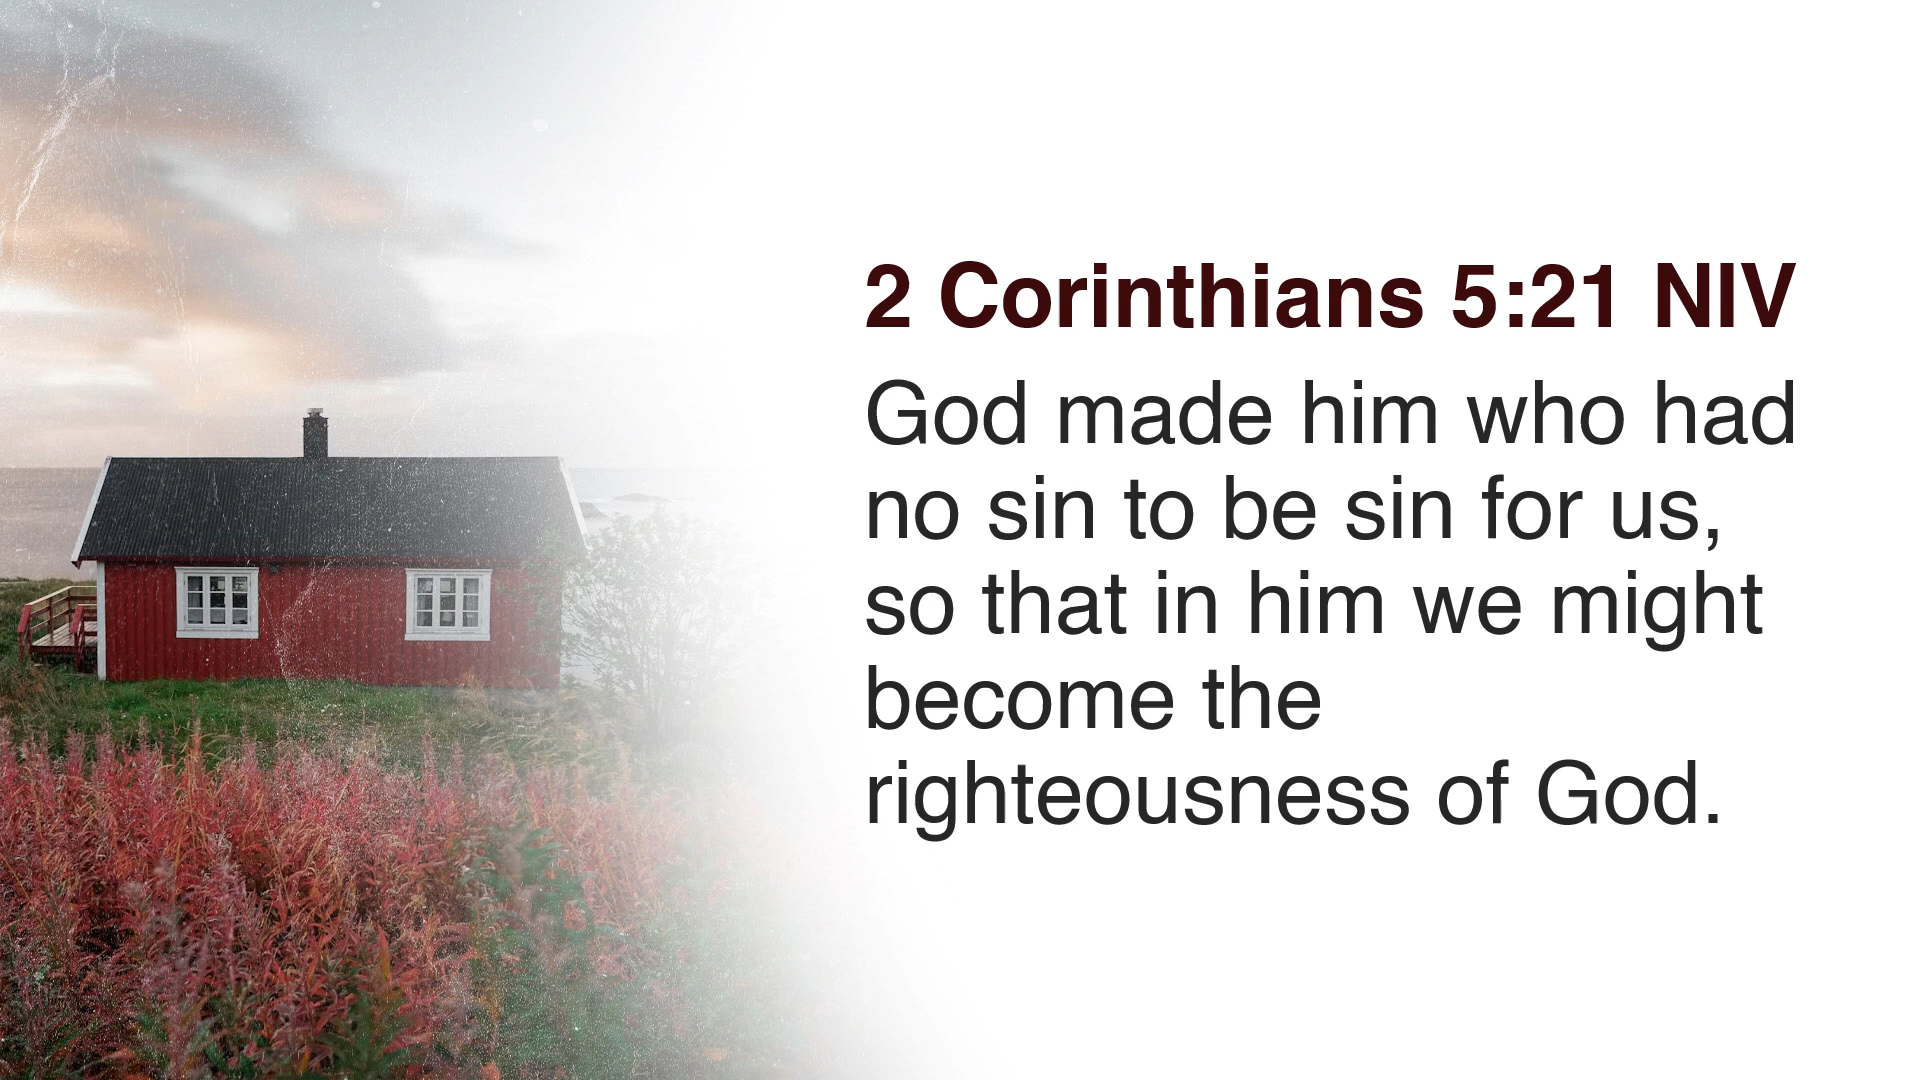 2 Corinthians 5:21 NIV
God made him who had
no sin to be sin for us,
so that in him we might
become the
righteousness of God.